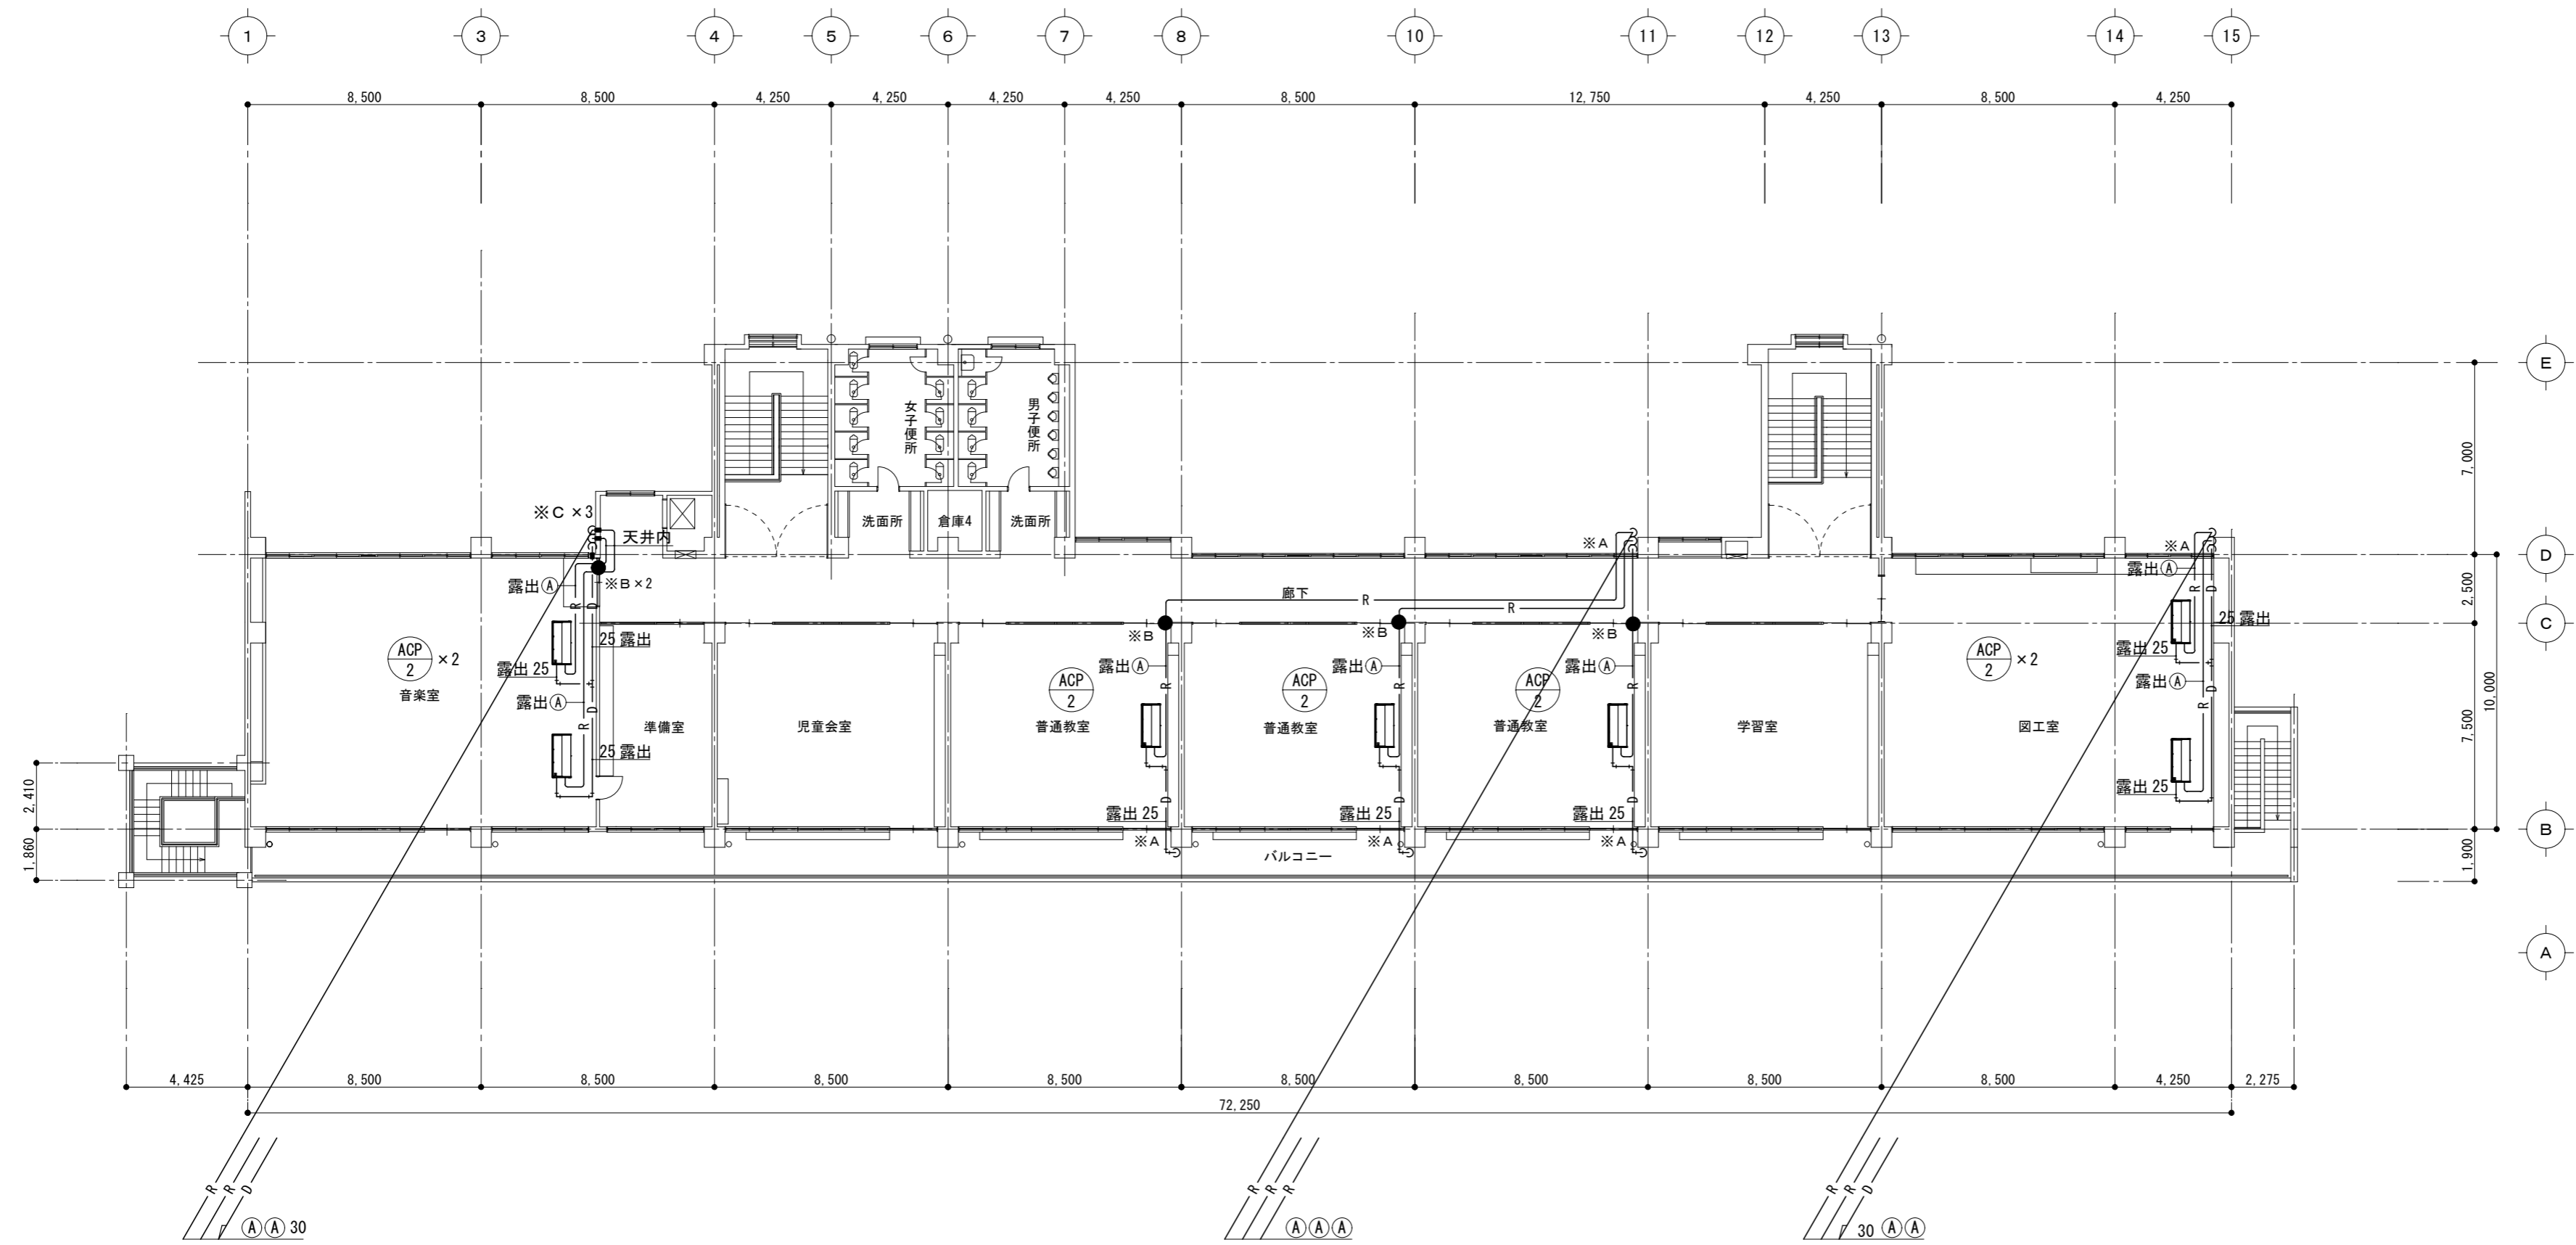 1 3 4 5 6 7 8 10 11 12 13 14 15
8,500 8,500 4,250 4,250 4,250 4,250 8,500 12,750 4,250 8,500 4,250
E
女子便所
男子便所
7,000
※C ×3
洗面所 倉庫4 洗面所
天井内
※A
※A
D
露出Ⓐ
※B×2
露出Ⓐ
廊下
R
R
R
D
R
D
2,500
25 露出
C
※B
※B
※B
25 露出
ACP
2
×2
音楽室
露出 25
露出Ⓐ
露出Ⓐ
露出Ⓐ
ACP
2
×2
露出 25
露出Ⓐ
露出Ⓐ
ACP
2
ACP
2
ACP
2
R
R
R
R
D
R
D
準備室
児童会室
普通教室
普通教室
普通教室
学習室
図工室
7,500
10,000
25 露出
露出 25
2,410
D
D
D
露出 25
露出 25
露出 25
B
※A
※A
※A
バルコニー
1,860
1,900
A
4,425 8,500 8,500 8,500 8,500 8,500 8,500 8,500 8,500 4,250 2,275
72,250
R R D
R R R
R R D
ⒶⒶ 30
ⒶⒶⒶ
30 ⒶⒶ